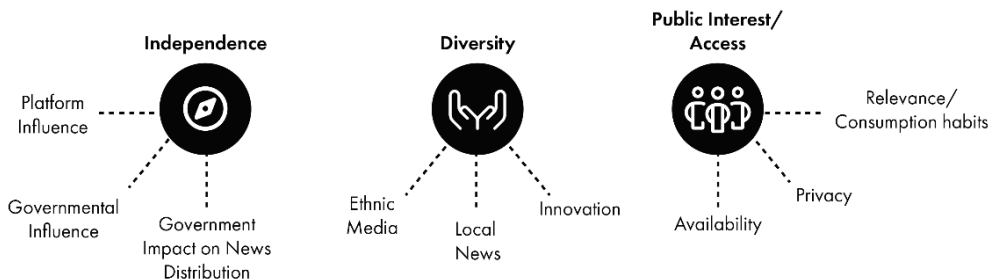 Independence
Platform
Influence
Governmental
Influence
Government
Impact on News
Distribution
Diversity
Ethnic
Media
Local
News
Innovation
Public Interest/
Access
Relevance/
Consumption habits
Privacy
Availability